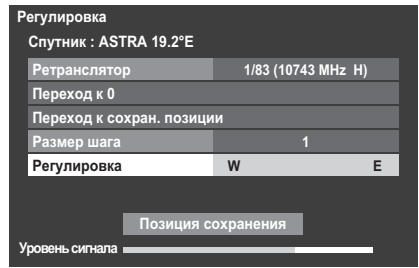 Регулировка
Спутник : ASTRA 19.2°E
Ретранслятор 1/83 (10743 MHz H)
Переход к 0
Переход к сохран. позиции
Размер шага 1
Регулировка W E
Позиция сохранения
Уровень сигнала